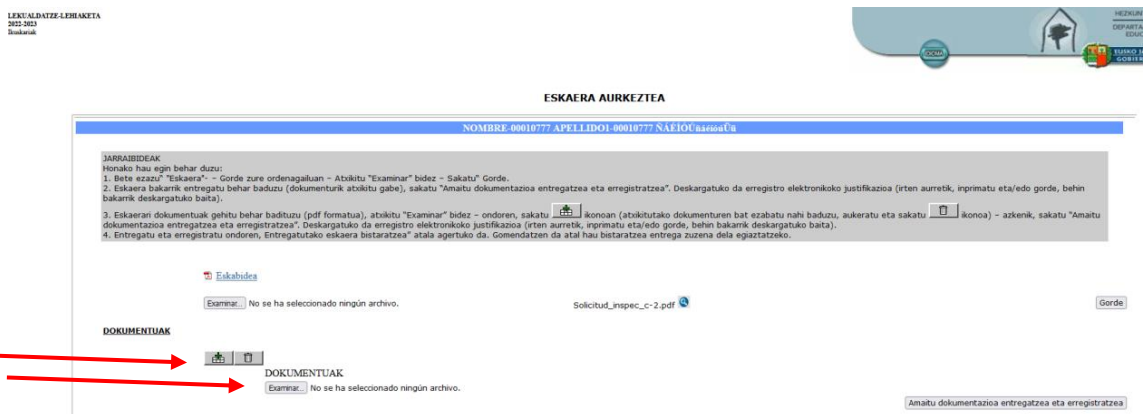 LEKUALDATZE-LEHIAKETA
2022-2023
Ikuskariak
ESKAERA AURKEZTEA
NOMBRE-00010777 APELLIDO1-00010777
JARRAIBIDEAK
Honako hau egin behar duzu:
1. Bete ezazu" "Eskaera"- – Gorde zure ordenagailuan – Atxikitu "Examinar" bidez – Sakatu" Gorde.
2. Eskaera bakarrik entregatu behar baduzu (dokumenturik atxikitu gabe), sakatu "Amaitu dokumentazioa entregatzea eta erregistratzea". Deskargatuko da erregistro elektronikoko justifikazioa (irten aurretik, inprimatu eta/edo gorde, behin
bakarrik deskargatuko baita).
3. Eskaerari dokumentuak gehitu behar badituzu (pdf formatua), atxikitu "Examinar" bidez – ondoren, sakatu ikonoan (atxikitutako dokumenturen bat ezabatu nahi baduzu, aukeratu eta sakatu ikonoa) – azkenik, sakatu "Amaitu
dokumentazioa entregatzea eta erregistratzea". Deskargatuko da erregistro elektronikoko justifikazioa (irten aurretik, inprimatu eta/edo gorde, behin bakarrik deskargatuko baita).
4. Entregatu eta erregistratu ondoren, Entregatutako eskaera bistaratzea" atala agertuko da. Gomendatzen da atal hau bistaratzea entrega zuzena dela egiaztatzeko.
Eskabidea
Examinar... No se ha seleccionado ningún archivo. Solicitud_inspec_c-2.pdf Gorde
DOKUMENTUAK
DOKUMENTUAK
Examinar... No se ha seleccionado ningún archivo.
Amaitu dokumentazioa entregatzea eta erregistratzea